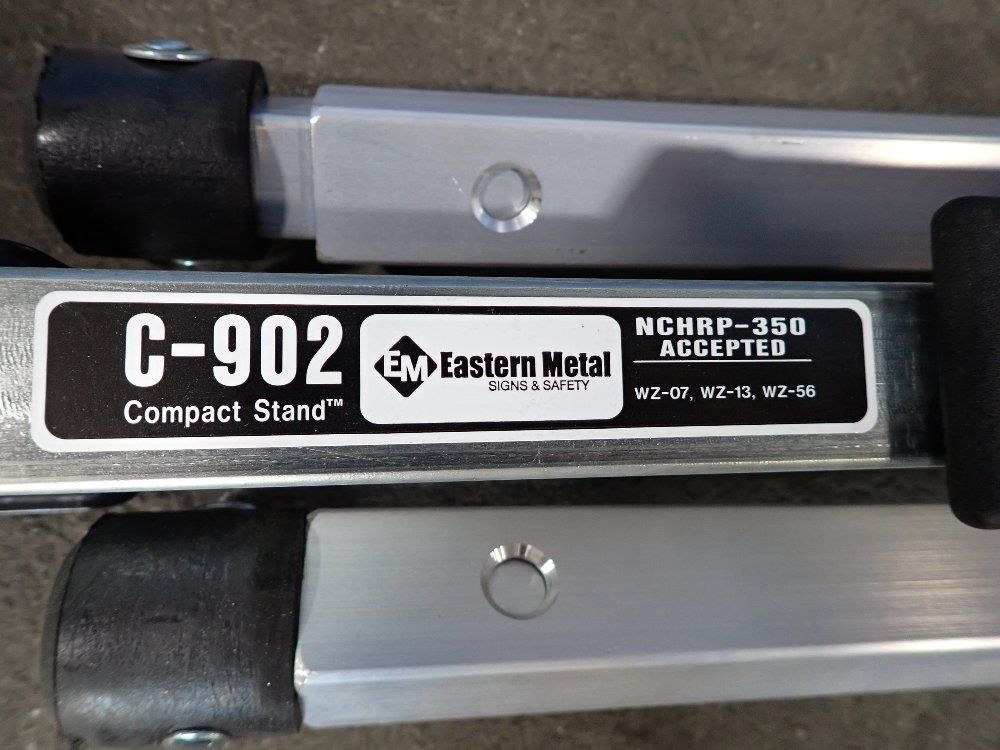 C-902
Compact Stand™
EM Eastern Metal
SIGNS & SAFETY
NCHRP-350
ACCEPTED
WZ-07, WZ-13, WZ-56